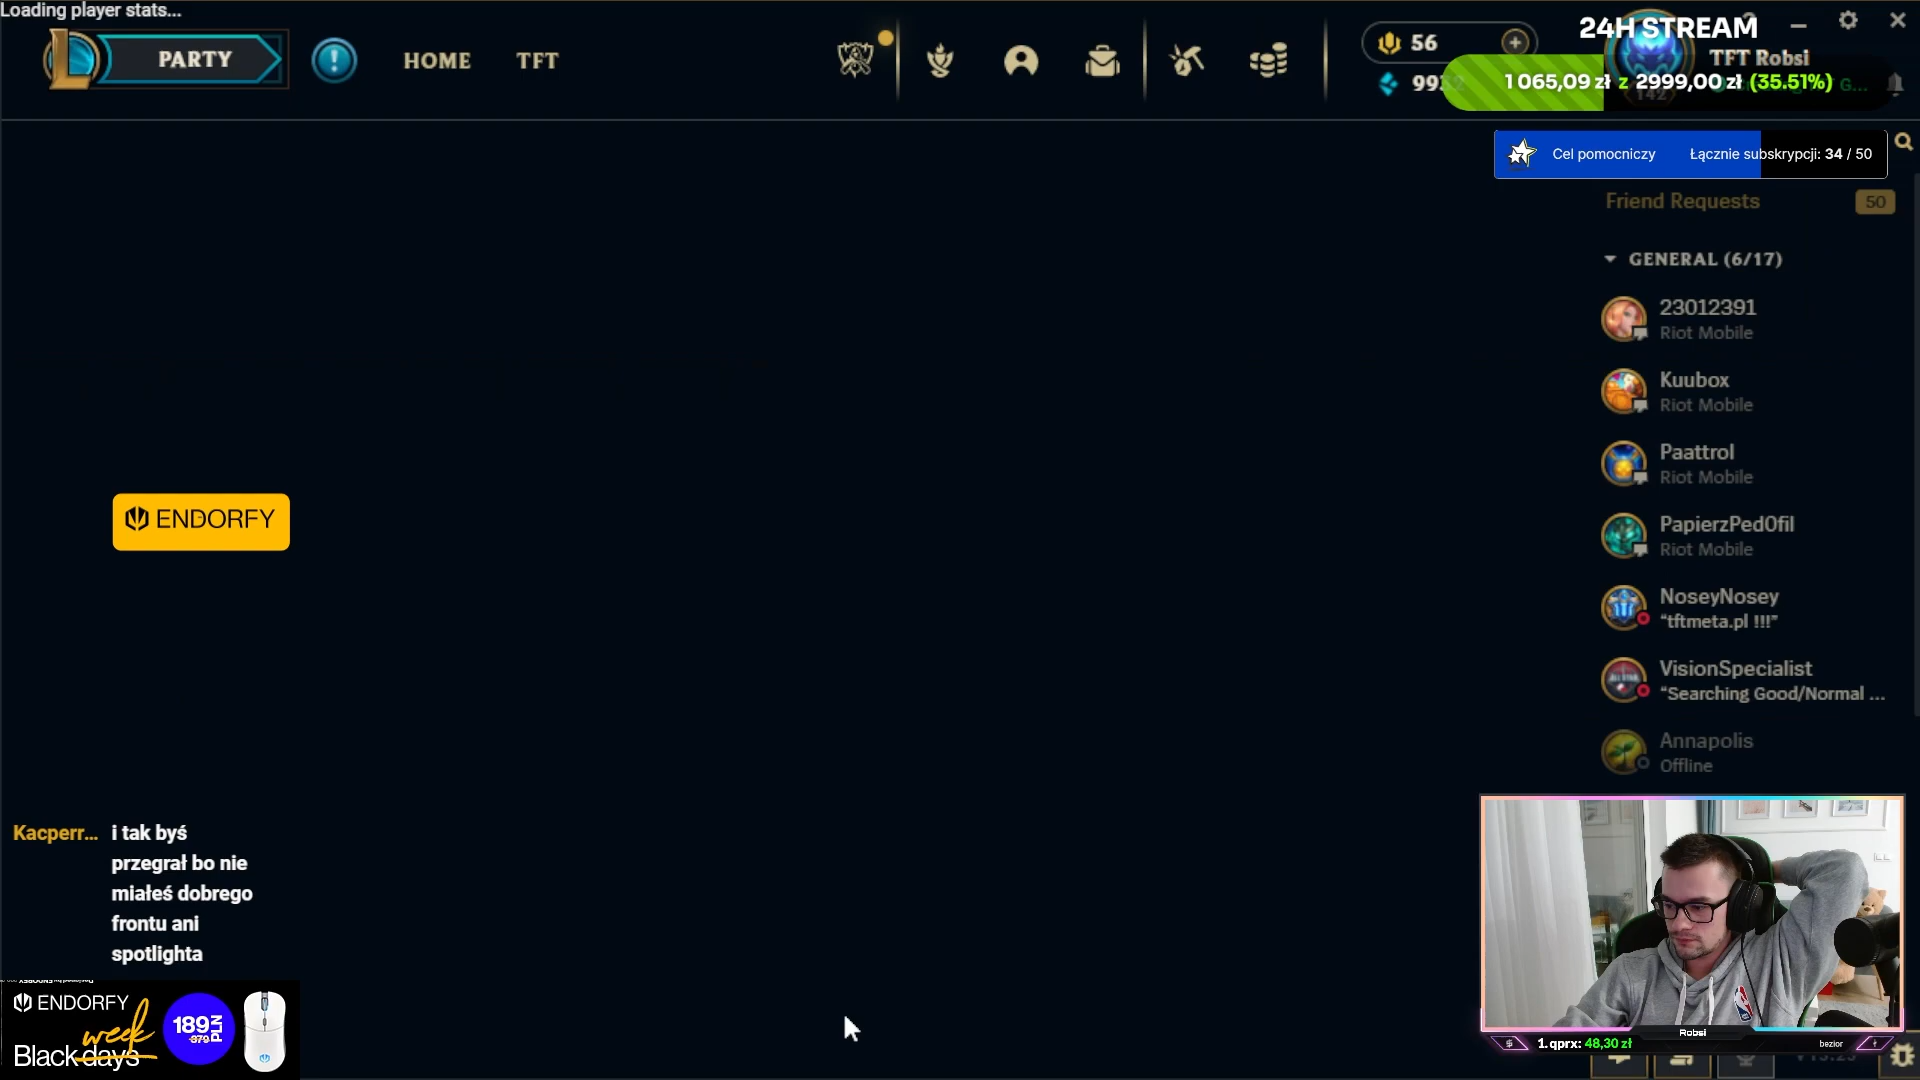 Loading player stats...
PARTY
HOME
TFT
56
24H STREAM
TFT Robsi
1 065,09 zł z 2999,00 zł (35.51%)
142
Cel pomocniczy
Łącznie subskrypcji: 34 / 50
Friend Requests
50
GENERAL (6/17)
23012391
Riot Mobile
Kuubox
Riot Mobile
Paattrol
Riot Mobile
PapierzPed0fil
Riot Mobile
NoseyNosey
“tftmeta.pl !!!”
VisionSpecialist
“Searching Good/Normal ...
Annapolis
Offline
ENDORFY
Kacperr... i tak byś
przegrał bo nie
miałeś dobrego
frontu ani
spotlighta
ENDORFY
week
Black days
189 PLN
379
Robsi
1. qprx: 48,30 zł
bezior